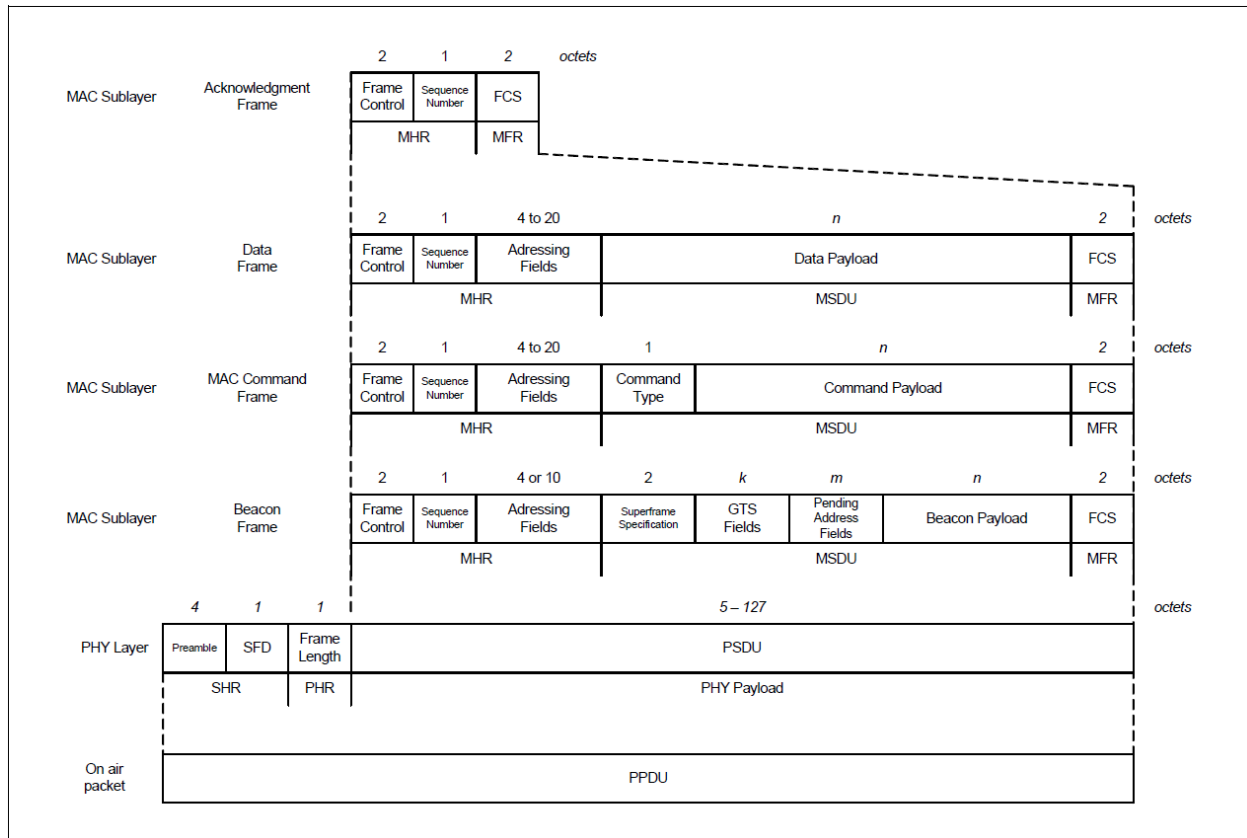 2 1 2 octets
MAC Sublayer Acknowledgment Frame Frame Control Sequence Number FCS
MHR MFR
2 1 4 to 20 n 2 octets
MAC Sublayer Data Frame Frame Control Sequence Number Adressing Fields Data Payload FCS
MHR MSDU MFR
2 1 4 to 20 1 n 2 octets
MAC Sublayer MAC Command Frame Frame Control Sequence Number Adressing Fields Command Type Command Payload FCS
MHR MSDU MFR
2 1 4 or 10 2 k m n 2 octets
MAC Sublayer Beacon Frame Frame Control Sequence Number Adressing Fields Superframe Specification GTS Fields Pending Address Fields Beacon Payload FCS
MHR MSDU MFR
4 1 1 5 – 127 octets
PHY Layer Preamble SFD Frame Length PSDU
SHR PHR PHY Payload
On air packet PPDU